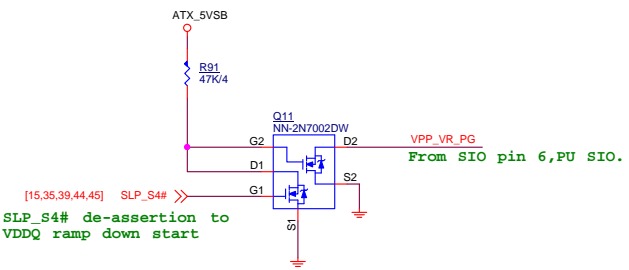 ATX_5VSB
R91
47K/4
Q11
NN-2N7002DW
G2
D2
VPP_VR_PG
From SIO pin 6,PU SIO.
D1
S2
[15,35,39,44,45] SLP_S4#
G1
SLP_S4# de-assertion to
VDDQ ramp down start
S1